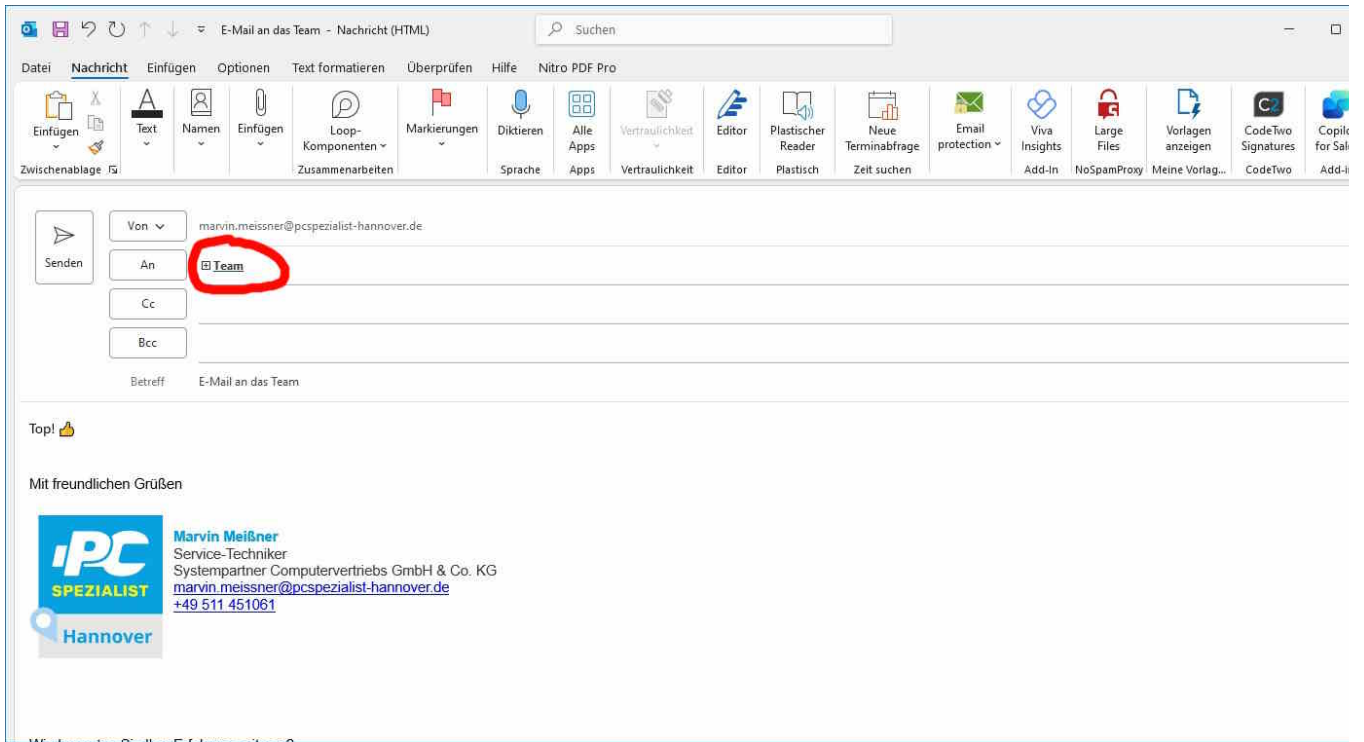 E-Mail an das Team - Nachricht (HTML)
Suchen
Datei Nachricht Einfügen Optionen Text formatieren Überprüfen Hilfe Nitro PDF Pro
Einfügen
Text
Namen
Einfügen
Loop-
Komponenten
Markierungen
Diktieren
Alle
Apps
Vertraulichkeit
Editor
Plastischer
Reader
Neue
Terminabfrage
Email
protection
Viva
Insights
Large
Files
Vorlagen
anzeigen
CodeTwo
Signatures
Zwischenablage Zusammenarbeiten Sprache Apps Vertraulichkeit Editor Plastisch Zeit suchen Add-In NoSpamProxy Meine Vorlag... CodeTwo
Senden
Von marvin.meissner@pcspezialist-hannover.de
An Team
Cc
Bcc
Betreff E-Mail an das Team
Top!
Mit freundlichen Grüßen
PC
SPEZIALIST
Hannover
Marvin Meißner
Service-Techniker
Systempartner Computervertriebs GmbH & Co. KG
marvin.meissner@pcspezialist-hannover.de
+49 511 451061